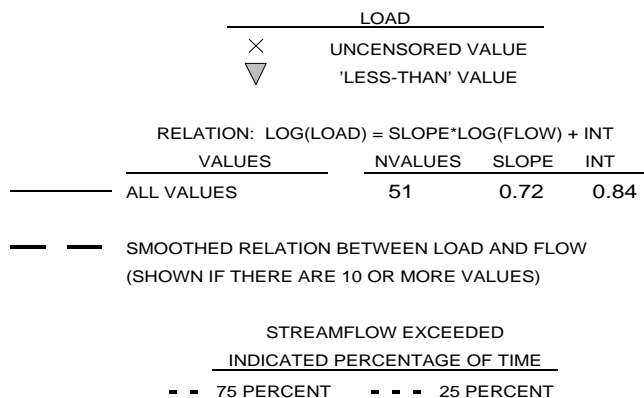 LOAD
UNCENSORED VALUE
'LESS-THAN' VALUE
RELATION: LOG(LOAD) = SLOPE*LOG(FLOW) + INT
VALUES NVALUES SLOPE INT
ALL VALUES 51 0.72 0.84
SMOOTHED RELATION BETWEEN LOAD AND FLOW
(SHOWN IF THERE ARE 10 OR MORE VALUES)
STREAMFLOW EXCEEDED
INDICATED PERCENTAGE OF TIME
75 PERCENT 25 PERCENT